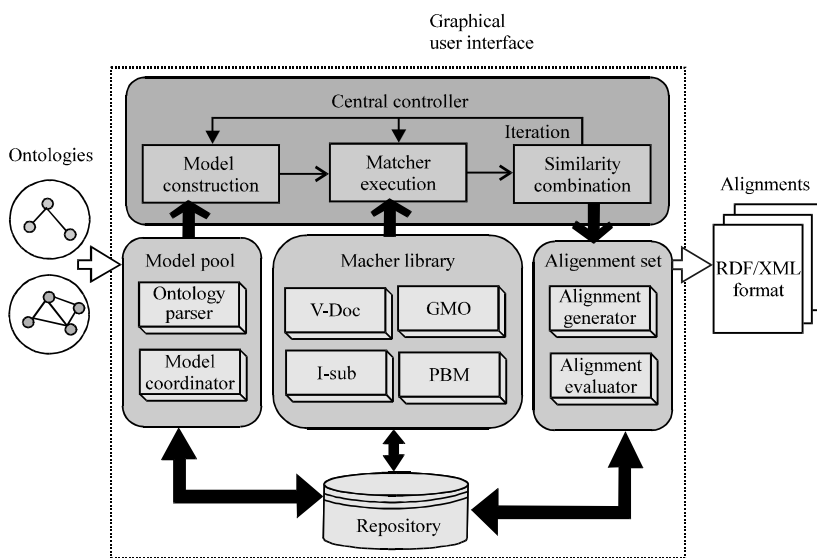 Graphical
user interface
Central controller
Iteration
Ontologies
Model
construction
Matcher
execution
Similarity
combination
Alignments
Model pool
Macher library
Aligenment set
RDF/XML
format
Ontology
parser
V-Doc
GMO
Alignment
generator
Model
coordinator
I-sub
PBM
Alignment
evaluator
Repository